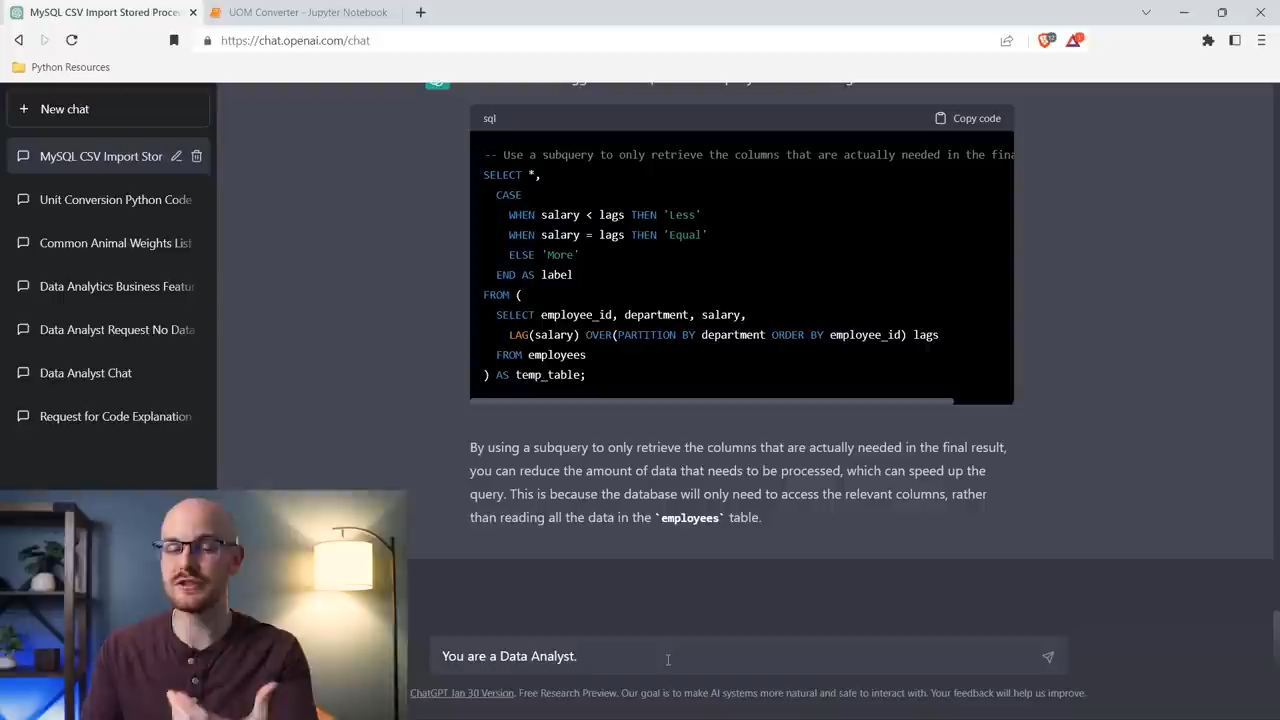 MySQL CSV Import Stored Proce
UOM Converter - Jupyter Notebook
https://chat.openai.com/chat
Python Resources
New chat
MySQL CSV Import Stor
Unit Conversion Python Code
Common Animal Weights List
Data Analytics Business Featur
Data Analyst Request No Data
Data Analyst Chat
Request for Code Explanation
sql
Copy code
-- Use a subquery to only retrieve the columns that are actually needed in the fina
SELECT *,
CASE
WHEN salary < lags THEN 'Less'
WHEN salary = lags THEN 'Equal'
ELSE 'More'
END AS label
FROM (
SELECT employee_id, department, salary,
LAG(salary) OVER(PARTITION BY department ORDER BY employee_id) lags
FROM employees
) AS temp_table;
By using a subquery to only retrieve the columns that are actually needed in the final result,
you can reduce the amount of data that needs to be processed, which can speed up the
query. This is because the database will only need to access the relevant columns, rather
than reading all the data in the `employees` table.
You are a Data Analyst.
ChatGPT Jan 30 Version. Free Research Preview. Our goal is to make AI systems more natural and safe to interact with. Your feedback will help us improve.